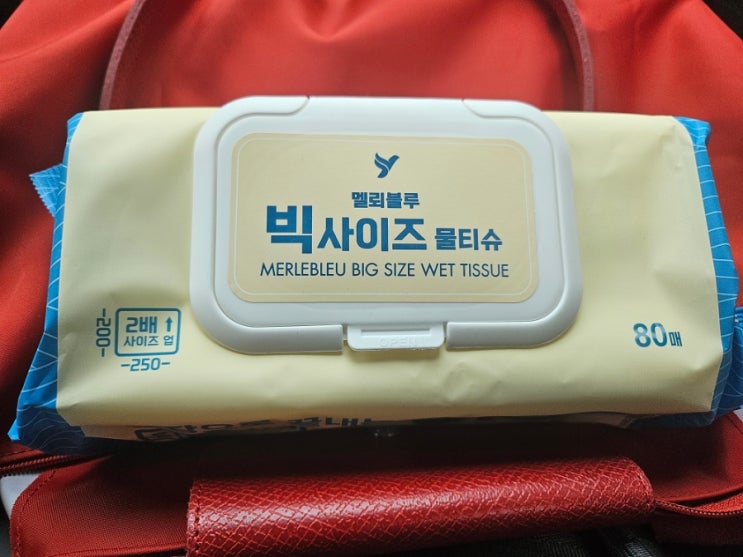 멜뢰블루
빅사이즈 물티슈
MERLEBLEU BIG SIZE WET TISSUE
OPEN
-200-
2배↑
사이즈 업
-250-
80매